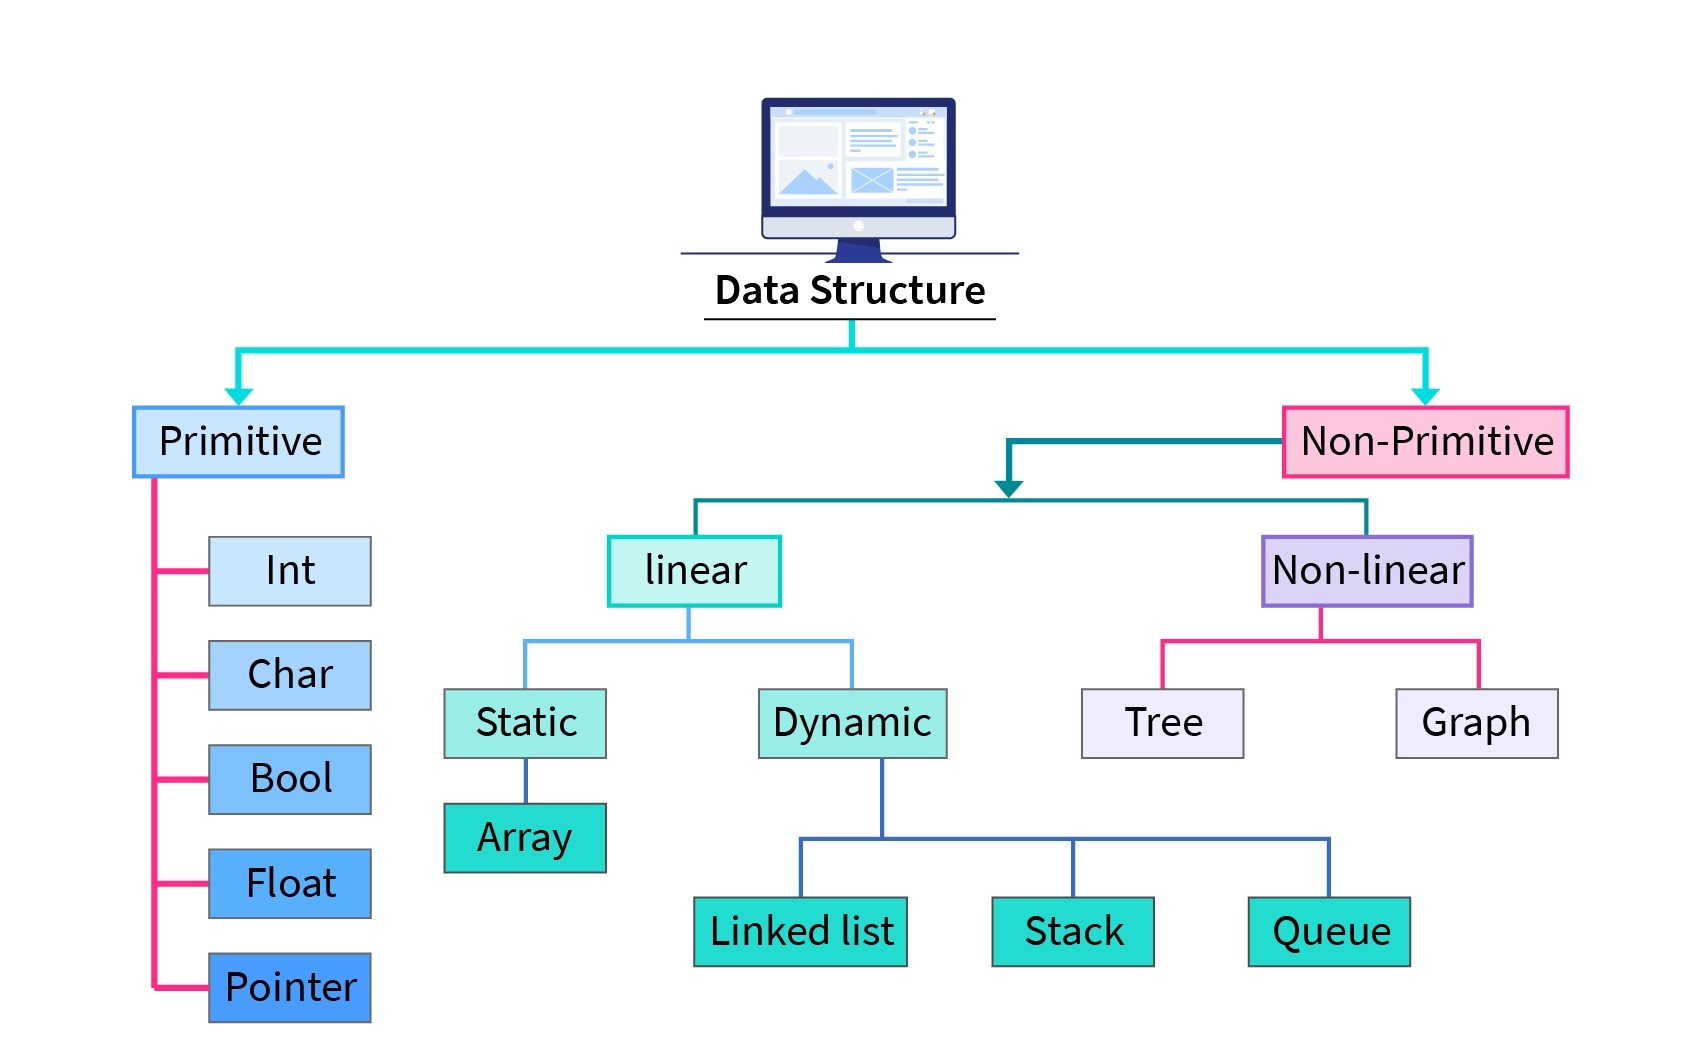 Data Structure
Primitive
Non-Primitive
Int
linear
Non-linear
Char
Static
Dynamic
Tree
Graph
Bool
Array
Float
Linked list
Stack
Queue
Pointer